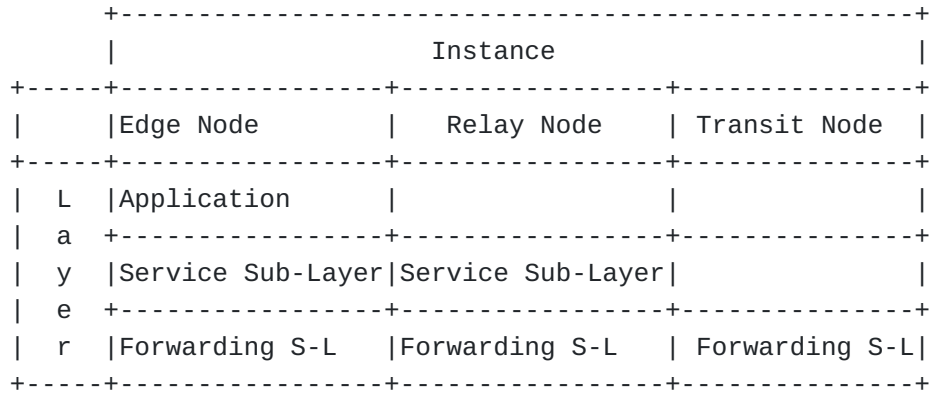 +-------------------------------------------------+
      |                    Instance                     |
+-----+-----------------+-----------------+---------------+
|     |Edge Node        |   Relay Node    | Transit Node  |
+-----+-----------------+-----------------+---------------+
|  L  |Application      |                 |               |
|  a  +-----------------+-----------------+---------------+
|  y  |Service Sub-Layer|Service Sub-Layer|               |
|  e  +-----------------+-----------------+---------------+
|  r  |Forwarding S-L   |Forwarding S-L   | Forwarding S-L|
+-----+-----------------+-----------------+---------------+